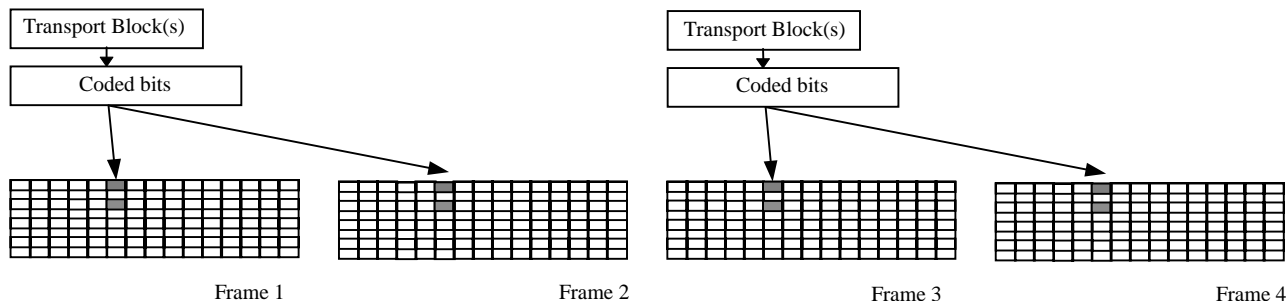 Transport Block(s)
Coded bits
Transport Block(s)
Coded bits
Frame 1
Frame 2
Frame 3
Frame 4